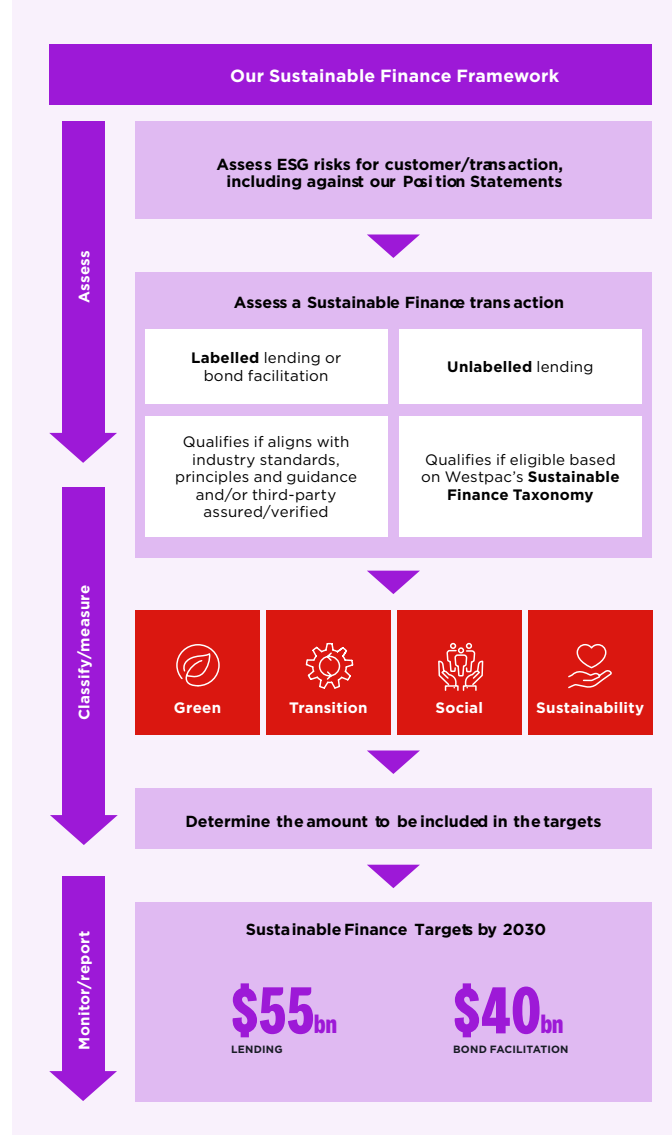 Our Sustainable Finance Framework
Assess
Assess ESG risks for customer/transaction,
including against our Position Statements
Assess a Sustainable Finance transaction
Labelled lending or
bond facilitation
Unlabelled lending
Qualifies if aligns with
industry standards,
principles and guidance
and/or third-party
assured/verified
Qualifies if eligible based
on Westpac's Sustainable
Finance Taxonomy
Classify/measure
Green
Transition
Social
Sustainability
Determine the amount to be included in the targets
Monitor/report
Sustainable Finance Targets by 2030
$55bn
LENDING
$40bn
BOND FACILITATION